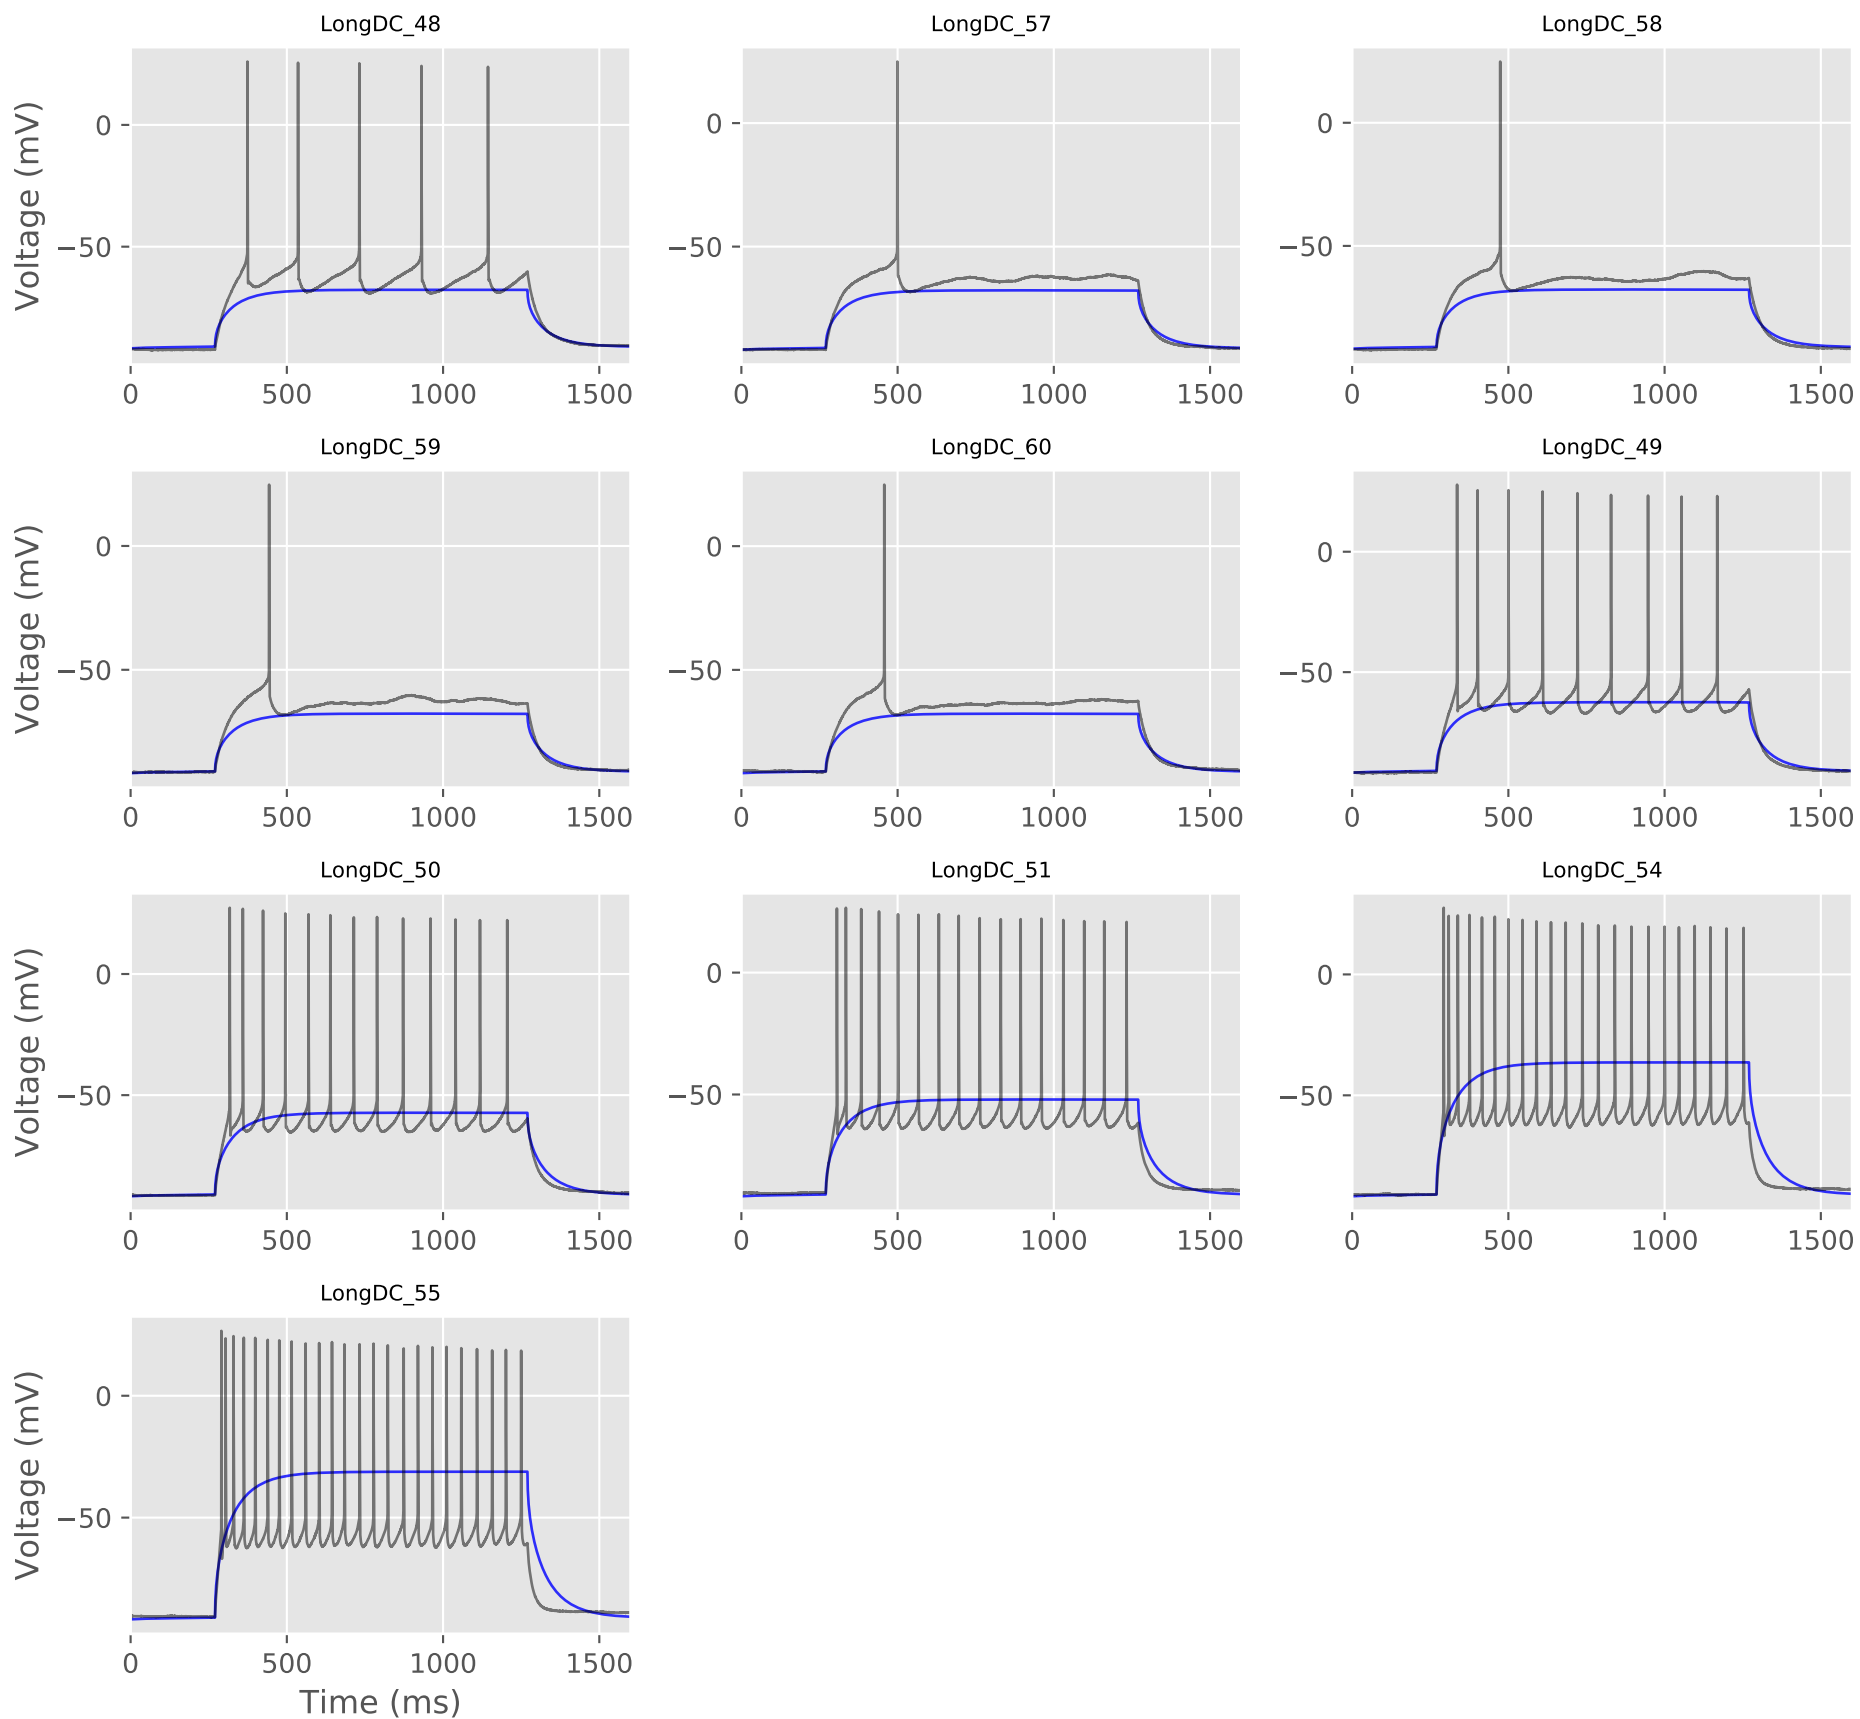 LongDC_48 LongDC_57 LongDC_58
Voltage (mV)
0 0 0
−50 −50 −50
0 500 1000 1500 0 500 1000 1500 0 500 1000 1500
LongDC_59 LongDC_60 LongDC_49
Voltage (mV)
0 0 0
−50 −50 −50
0 500 1000 1500 0 500 1000 1500 0 500 1000 1500
LongDC_50 LongDC_51 LongDC_54
Voltage (mV)
0 0 0
−50 −50 −50
0 500 1000 1500 0 500 1000 1500 0 500 1000 1500
LongDC_55
Voltage (mV)
0
−50
0 500 1000 1500
Time (ms)